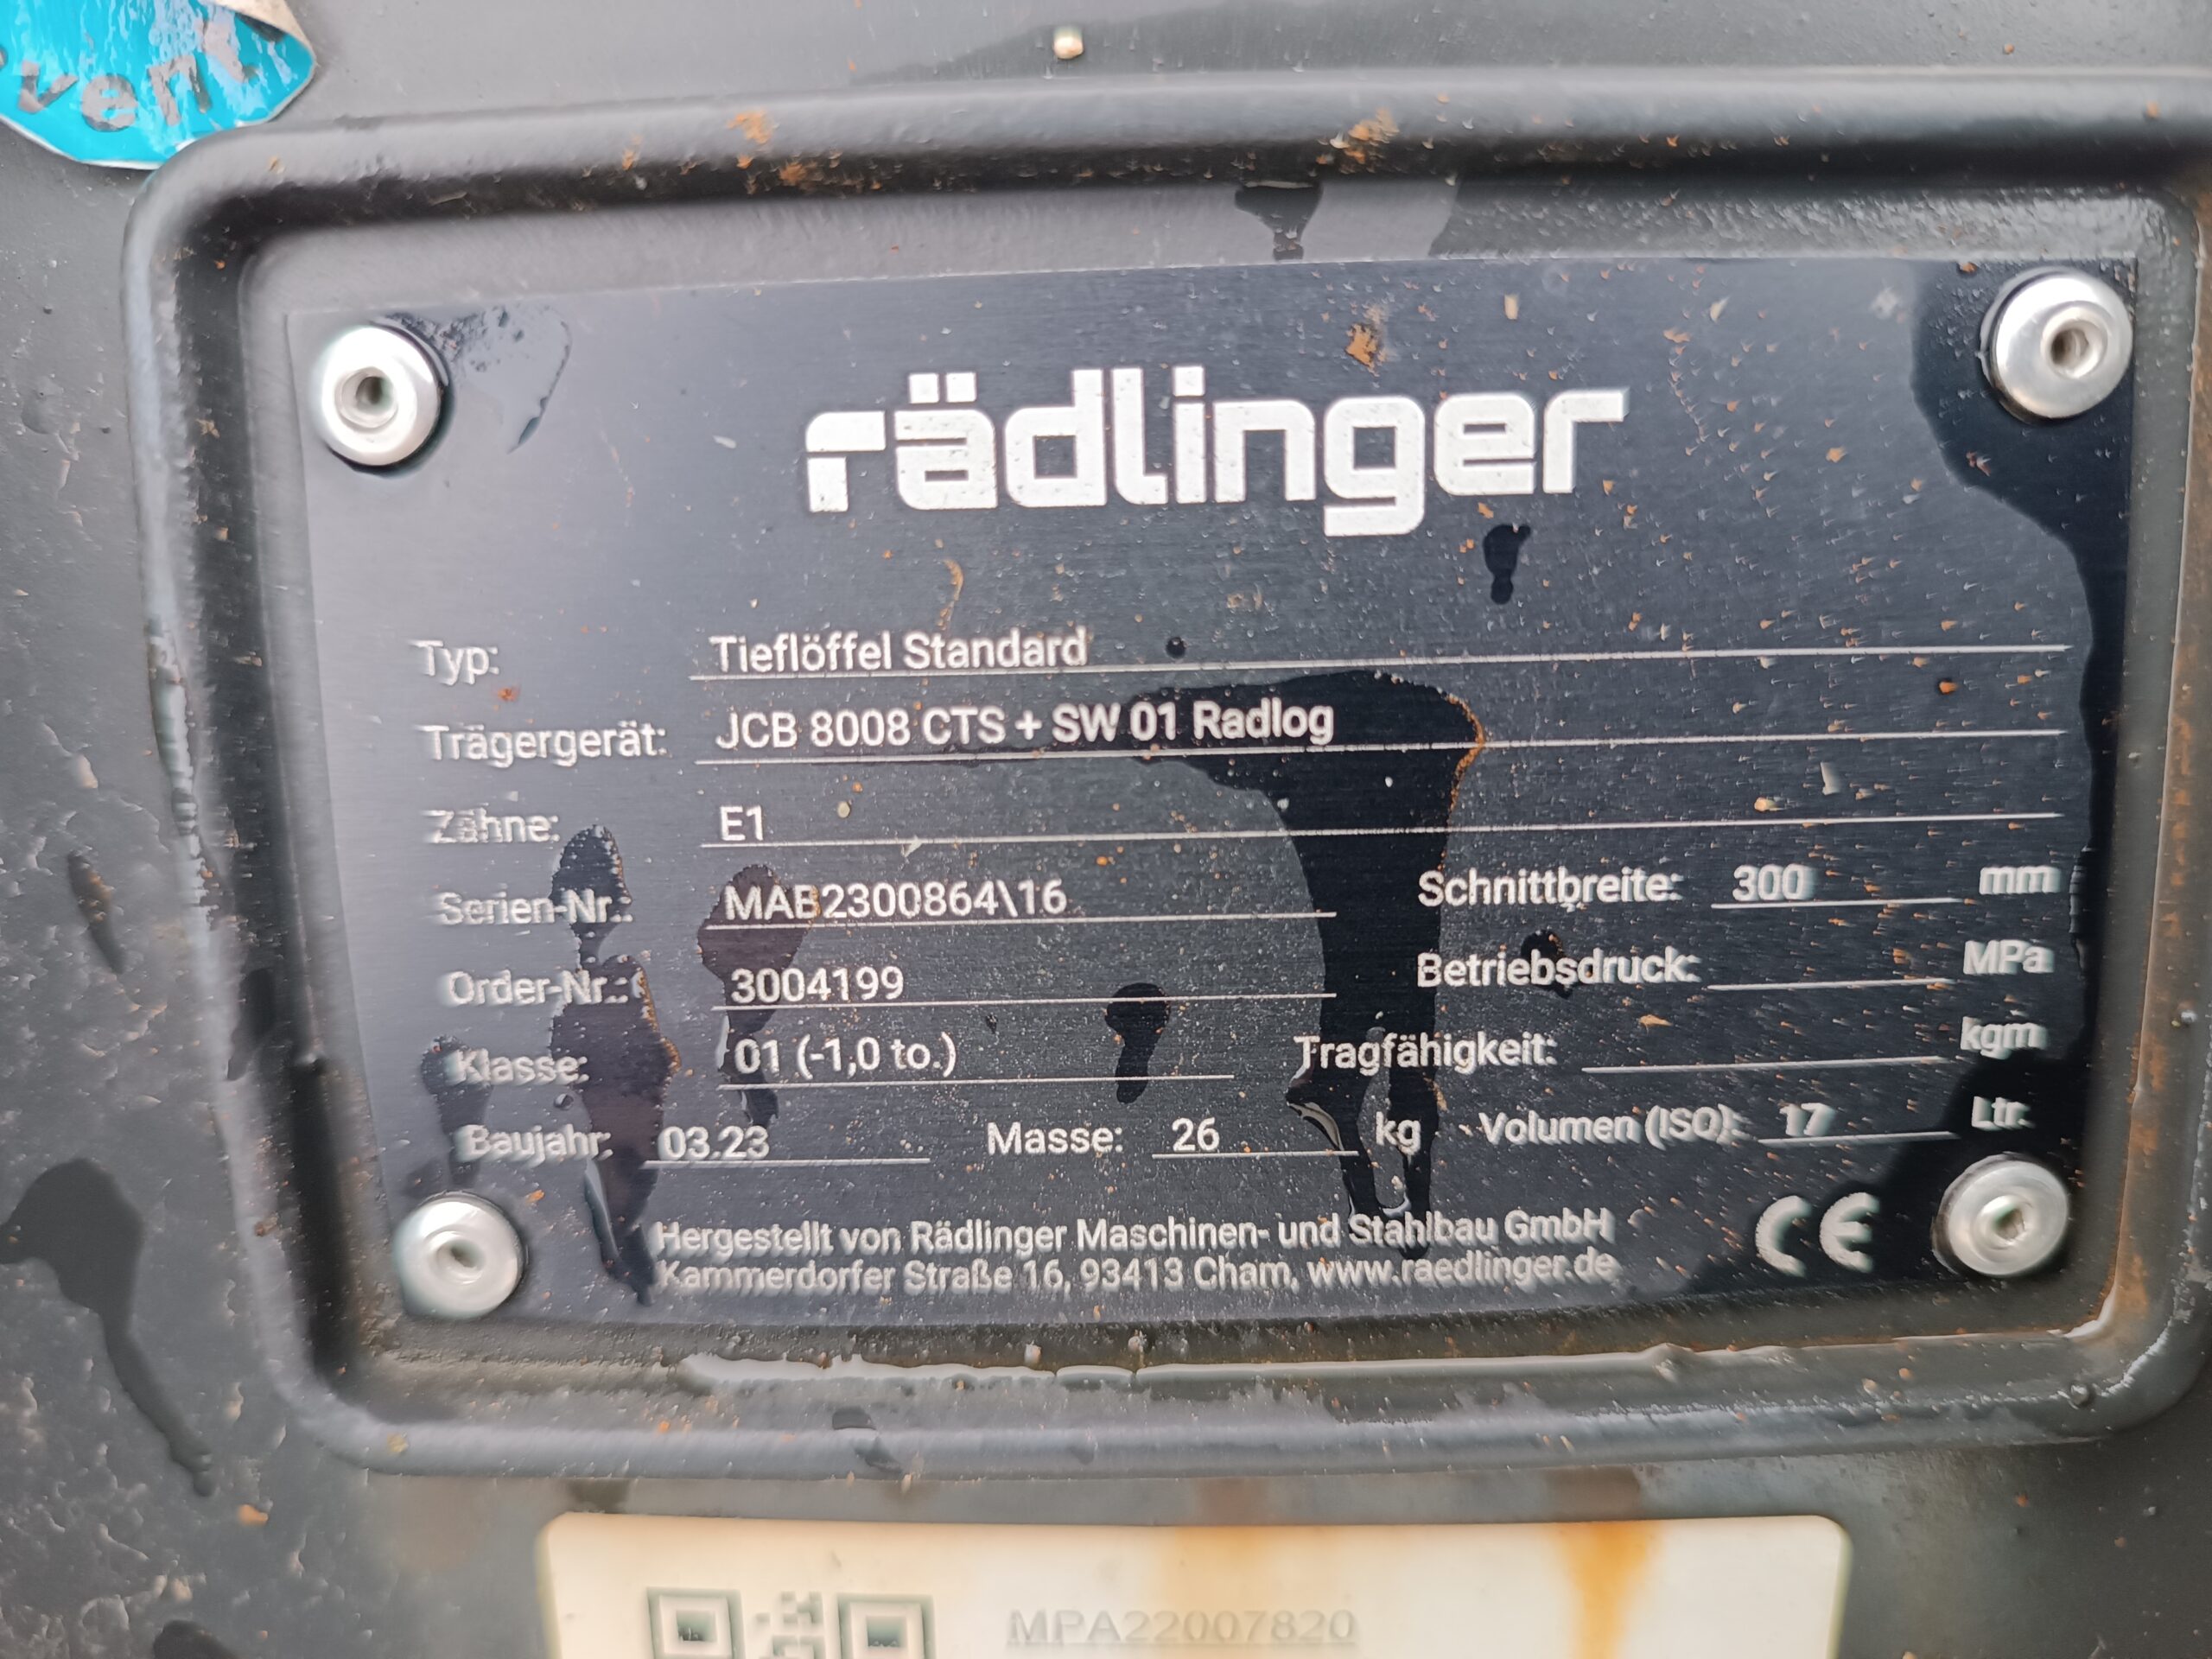 vent
rädlinger
Typ: Tieflöffel Standard
Trägergerät: JCB 8008 CTS + SW 01 Radlog
Zähne: E1
Serien-Nr.: MAB2300864\16 Schnittbreite: 300 mm
Order-Nr.: 3004199 Betriebsdruck: MPa
Klasse: 01 (-1,0 to.) Tragfähigkeit: kgm
Baujahr: 03.23 Masse: 26 kg Volumen (ISO): 17 Ltr.
Hergestellt von Rädlinger Maschinen- und Stahlbau GmbH
Kammerdorfer Straße 16, 93413 Cham, www.raedlinger.de
CE
MPA22007820